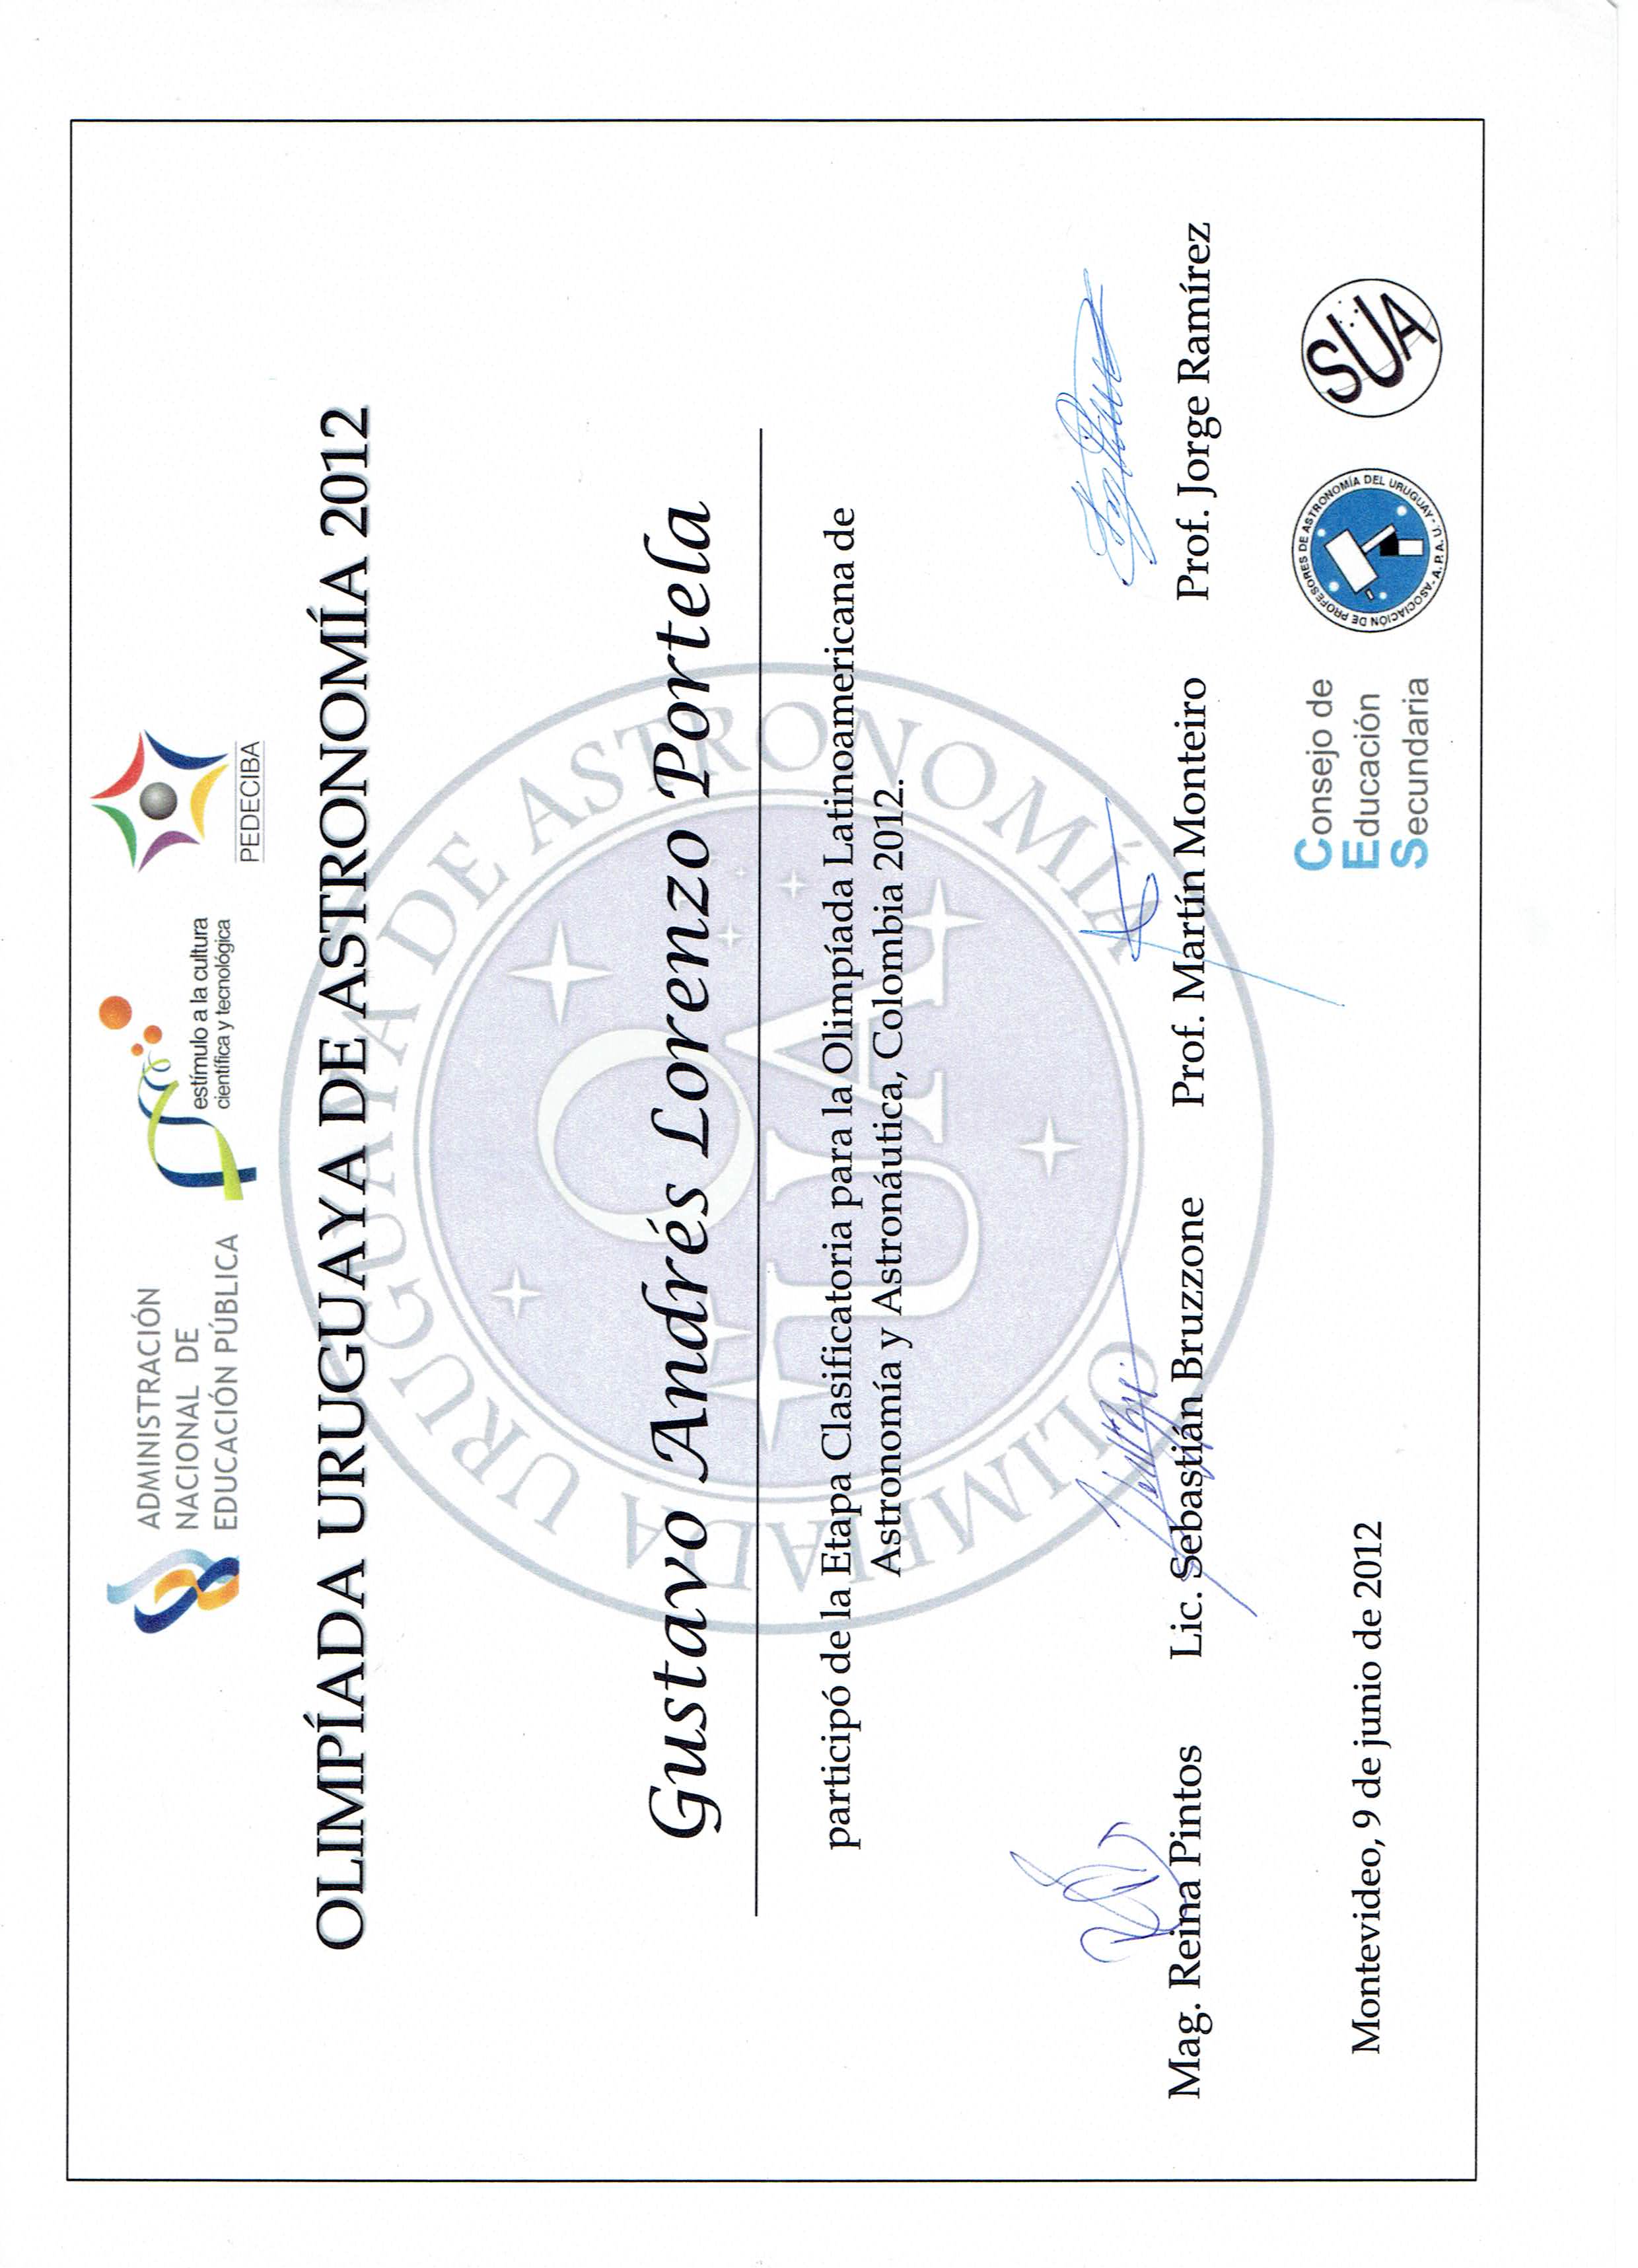 ADMINISTRACIÓN
NACIONAL DE
EDUCACIÓN PÚBLICA
estímulo a la cultura
científica y tecnológica
PEDECIBA
OLIMPÍADA URUGUAYA DE ASTRONOMÍA 2012
OLIMPIADA URUGUAYA DE ASTRONOMÍA
OUA
Gustavo Andrés Lorenzo Portela
participó de la Etapa Clasificatoria para la Olimpíada Latinoamericana de
Astronomía y Astronáutica, Colombia 2012.
Mag. Reina Pintos
Lic. Sebastián Bruzzone
Prof. Martín Monteiro
Prof. Jorge Ramírez
Montevideo, 9 de junio de 2012
Consejo de
Educación
Secundaria
ASOCIACIÓN DE PROFESORES DE ASTRONOMÍA DEL URUGUAY
- A.P.A.U. -
SUA